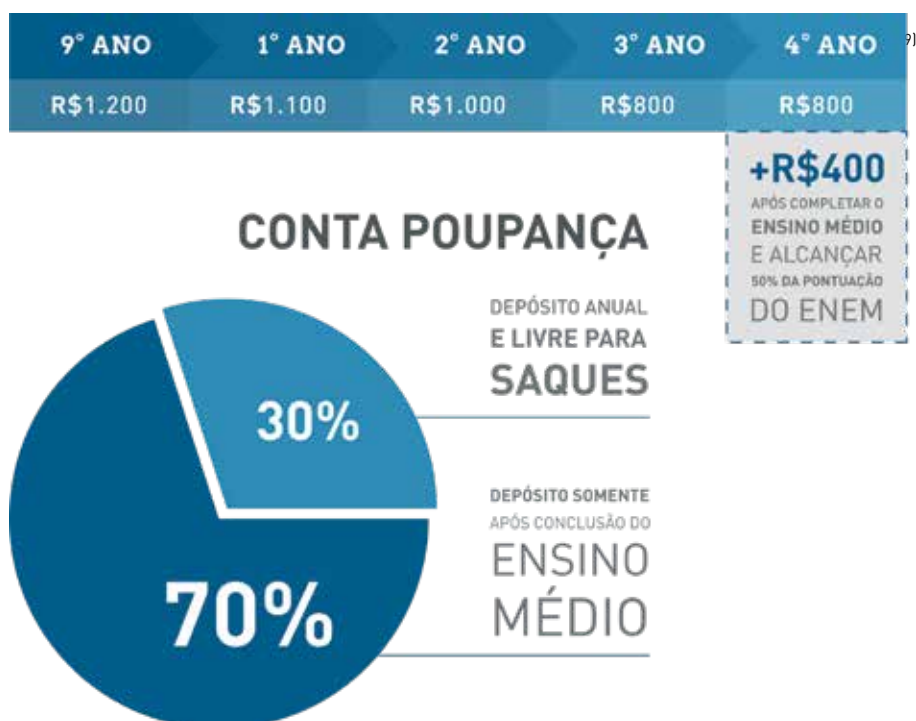 9° ANO 1° ANO 2° ANO 3° ANO 4° ANO 9)
R$1.200 R$1.100 R$1.000 R$800 R$800
+R$400
APÓS COMPLETAR O
ENSINO MÉDIO
E ALCANÇAR
50% DA PONTUAÇÃO
DO ENEM
CONTA POUPANÇA
DEPÓSITO ANUAL
E LIVRE PARA
SAQUES
30%
DEPÓSITO SOMENTE
APÓS CONCLUSÃO DO
ENSINO
MÉDIO
70%